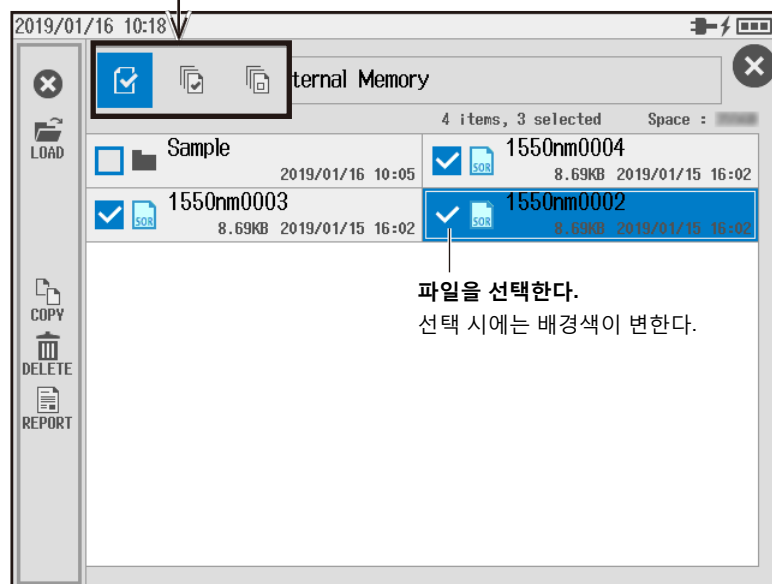 2019/01/16 10:18
ternal Memory
4 items, 3 selected Space :
LOAD
Sample
2019/01/16 10:05
SOR
1550nm0004
8.69KB 2019/01/15 16:02
SOR
1550nm0003
8.69KB 2019/01/15 16:02
SOR
1550nm0002
8.69KB 2019/01/15 16:02
파일을 선택한다.
선택 시에는 배경색이 변한다.
COPY
DELETE
REPORT